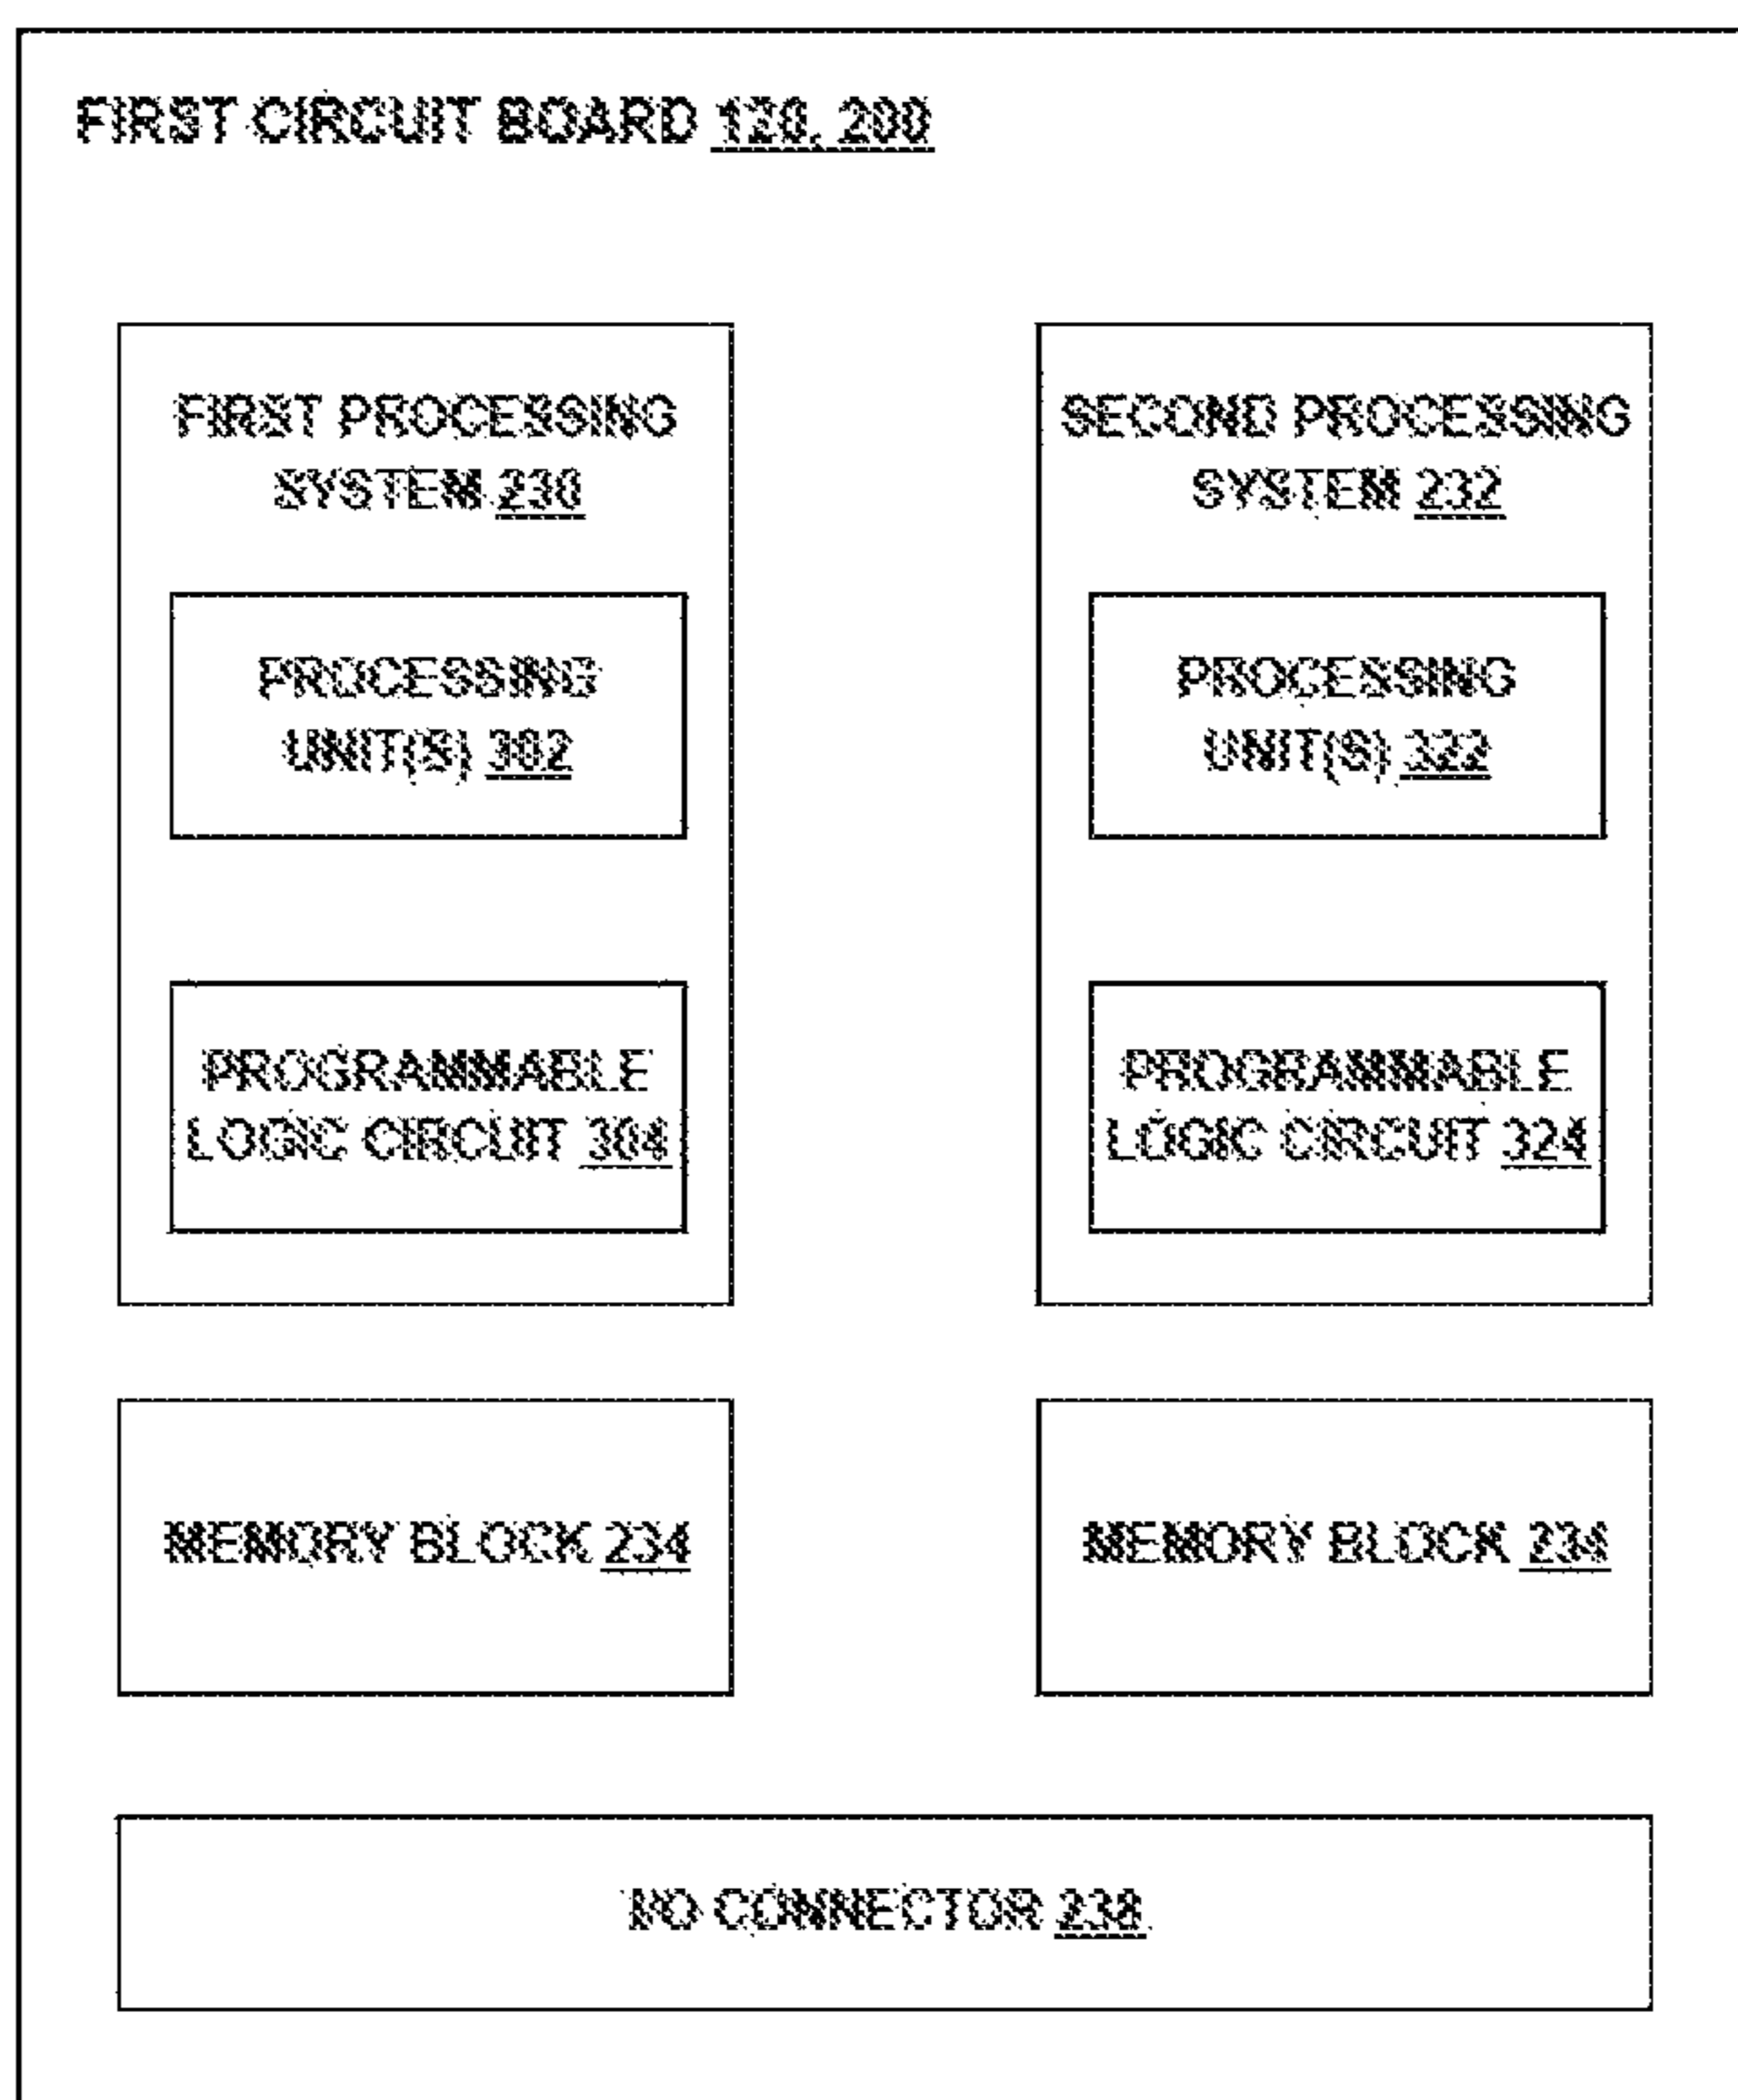 FIRST CIRCUIT BOARD 120, 200
FIRST PROCESSING
SYSTEM 230
PROCESSING
UNIT(S) 302
PROGRAMMABLE
LOGIC CIRCUIT 304
SECOND PROCESSING
SYSTEM 232
PROCESSING
UNIT(S) 322
PROGRAMMABLE
LOGIC CIRCUIT 324
MEMORY BLOCK 234
MEMORY BLOCK 234
I/O CONNECTOR 238